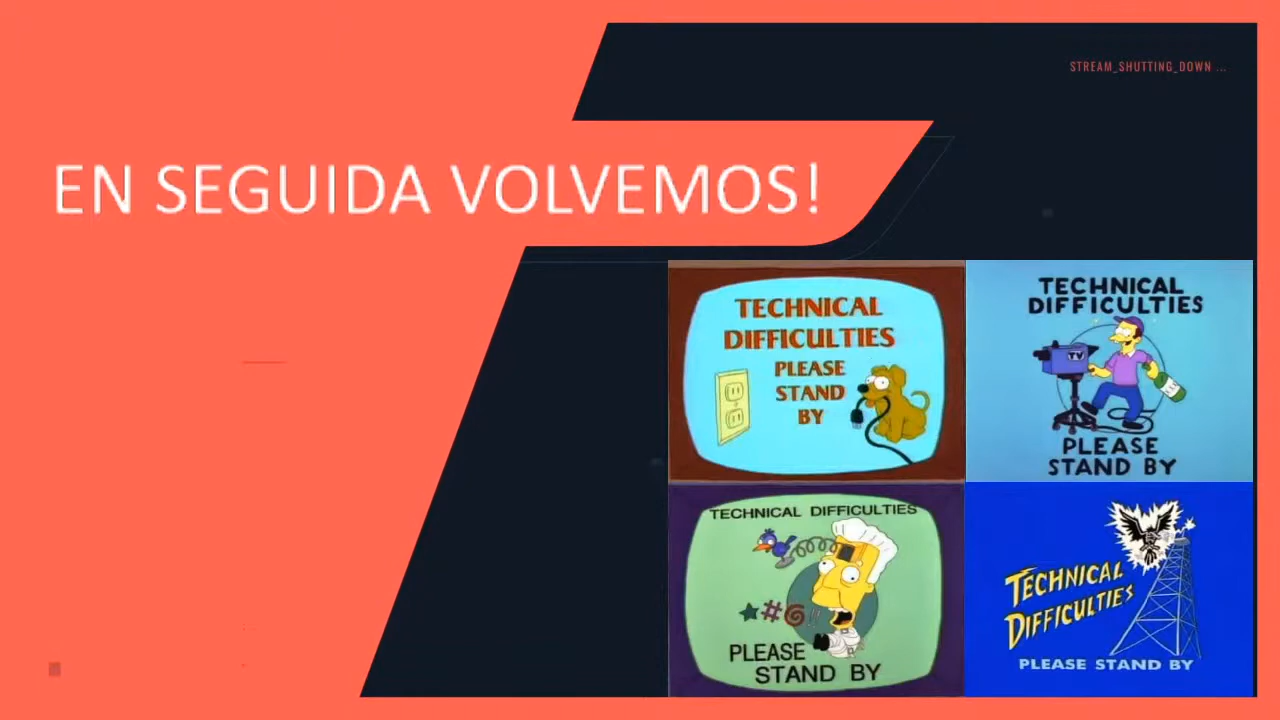 STREAM_SHUTTING_DOWN ...
EN SEGUIDA VOLVEMOS!
TECHNICAL
DIFFICULTIES
PLEASE
STAND
BY
TECHNICAL
DIFFICULTIES
TV
PLEASE
STAND BY
TECHNICAL DIFFICULTIES
PLEASE
STAND BY
TECHNICAL
DIFFICULTIES
PLEASE STAND BY